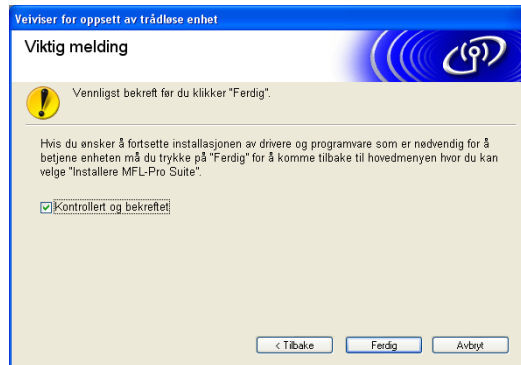 Veiviser for oppsett av trådløse enhet
Viktig melding
Vennligst bekreft før du klikker "Ferdig".
Hvis du ønsker å fortsette installasjonen av drivere og programvare som er nødvendig for å
betjene enheten må du trykke på "Ferdig" for å komme tilbake til hovedmenyen hvor du kan
velge "Installere MFL-Pro Suite".
Kontrollert og bekreftet
< Tilbake
Ferdig
Avbryt